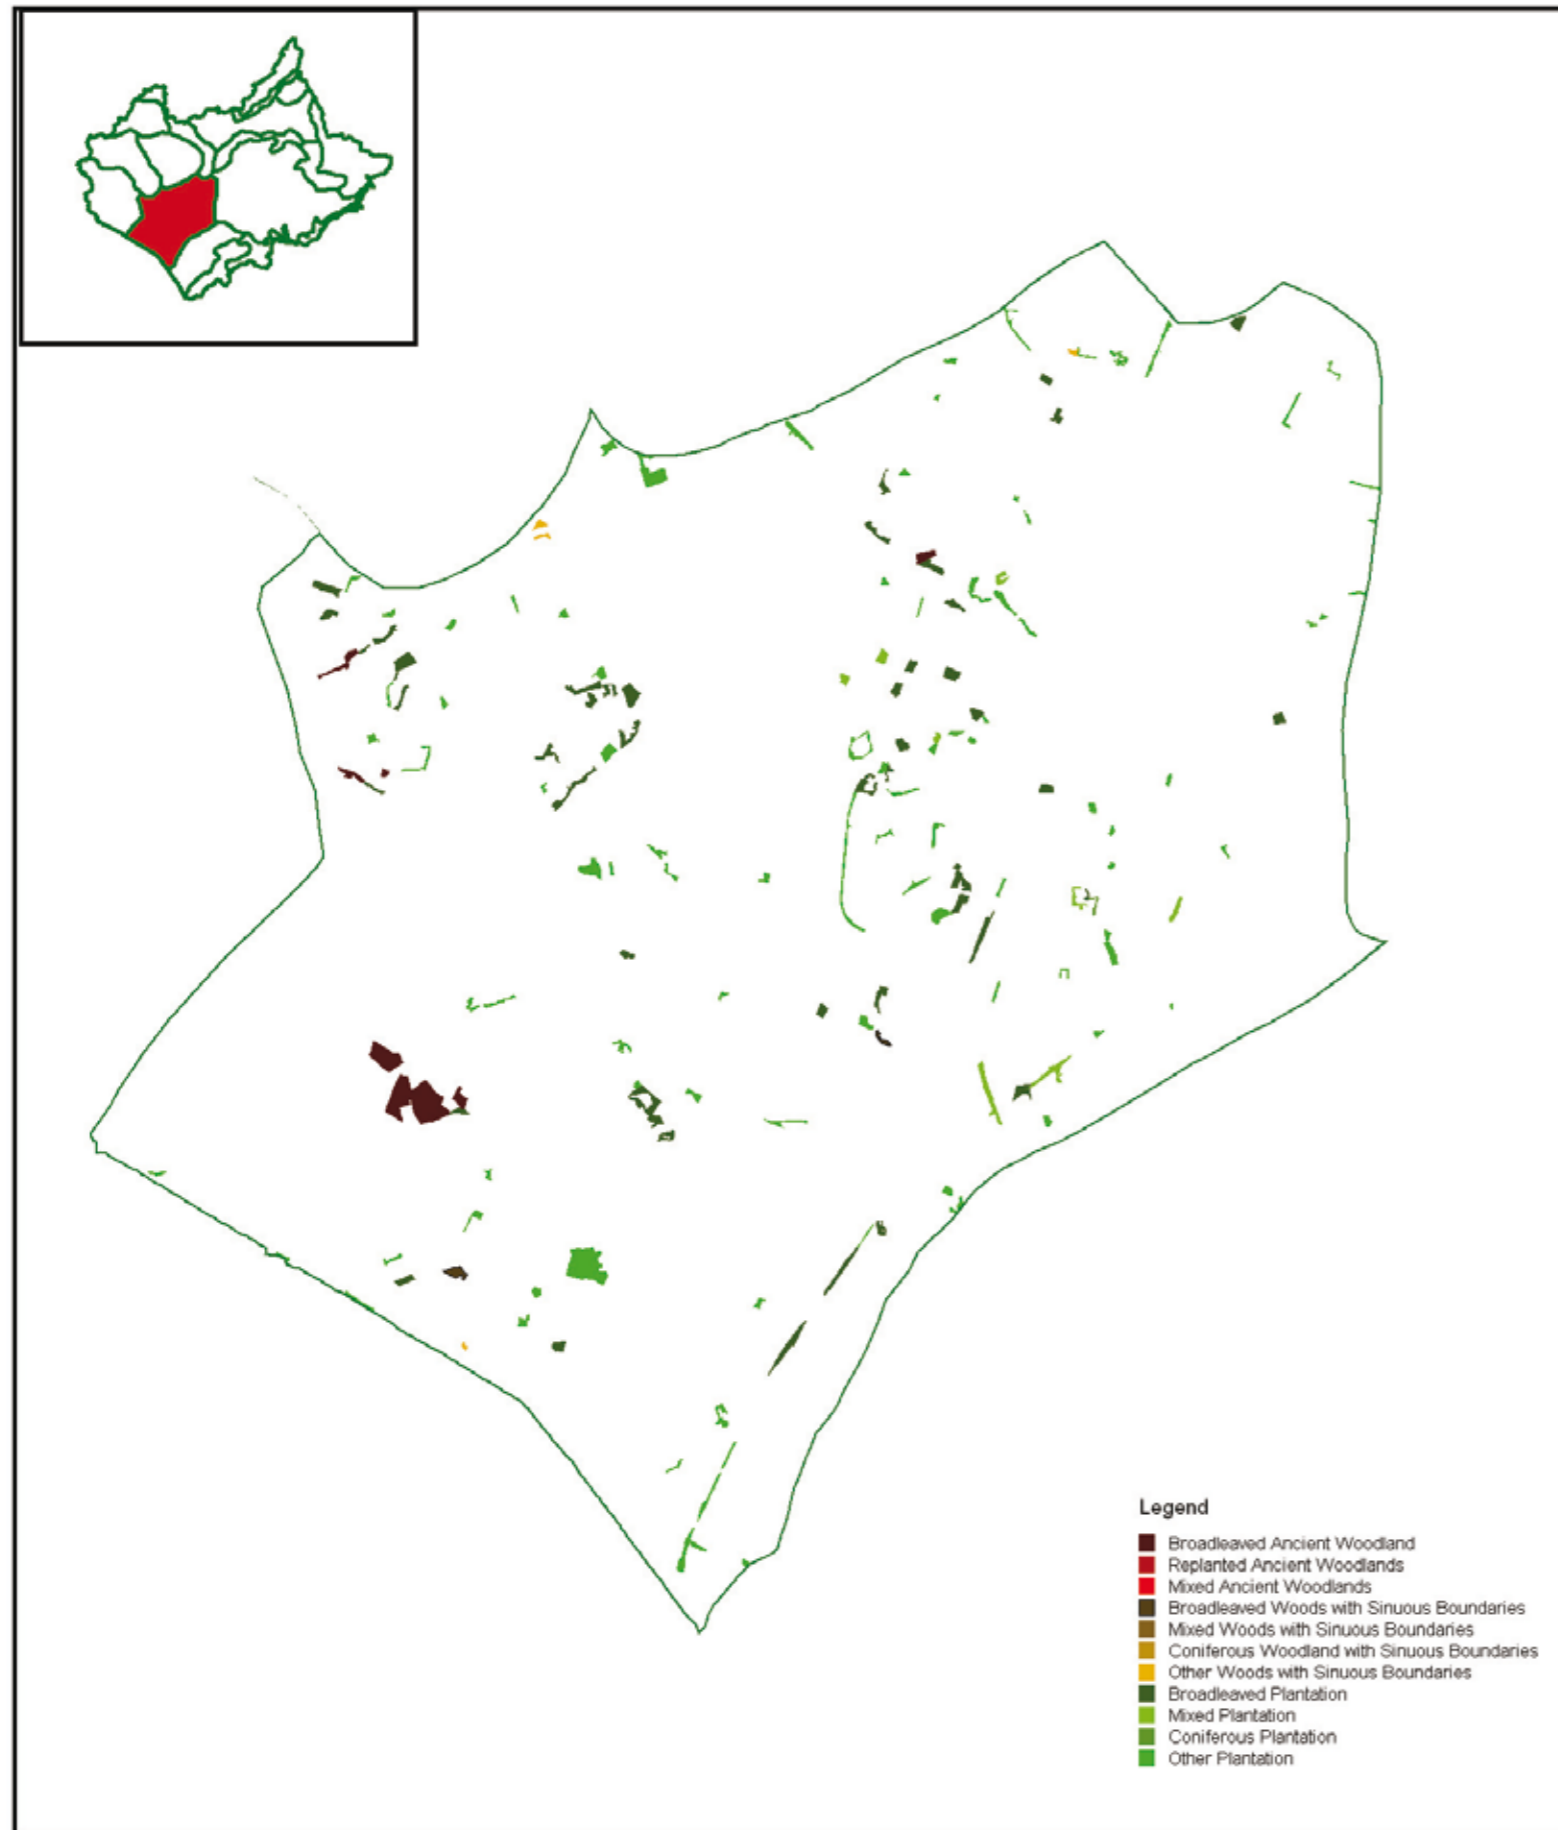 Legend
Broadleaved Ancient Woodland
Replanted Ancient Woodlands
Mixed Ancient Woodlands
Broadleaved Woods with Sinuous Boundaries
Mixed Woods with Sinuous Boundaries
Coniferous Woodland with Sinuous Boundaries
Other Woods with Sinuous Boundaries
Broadleaved Plantation
Mixed Plantation
Coniferous Plantation
Other Plantation